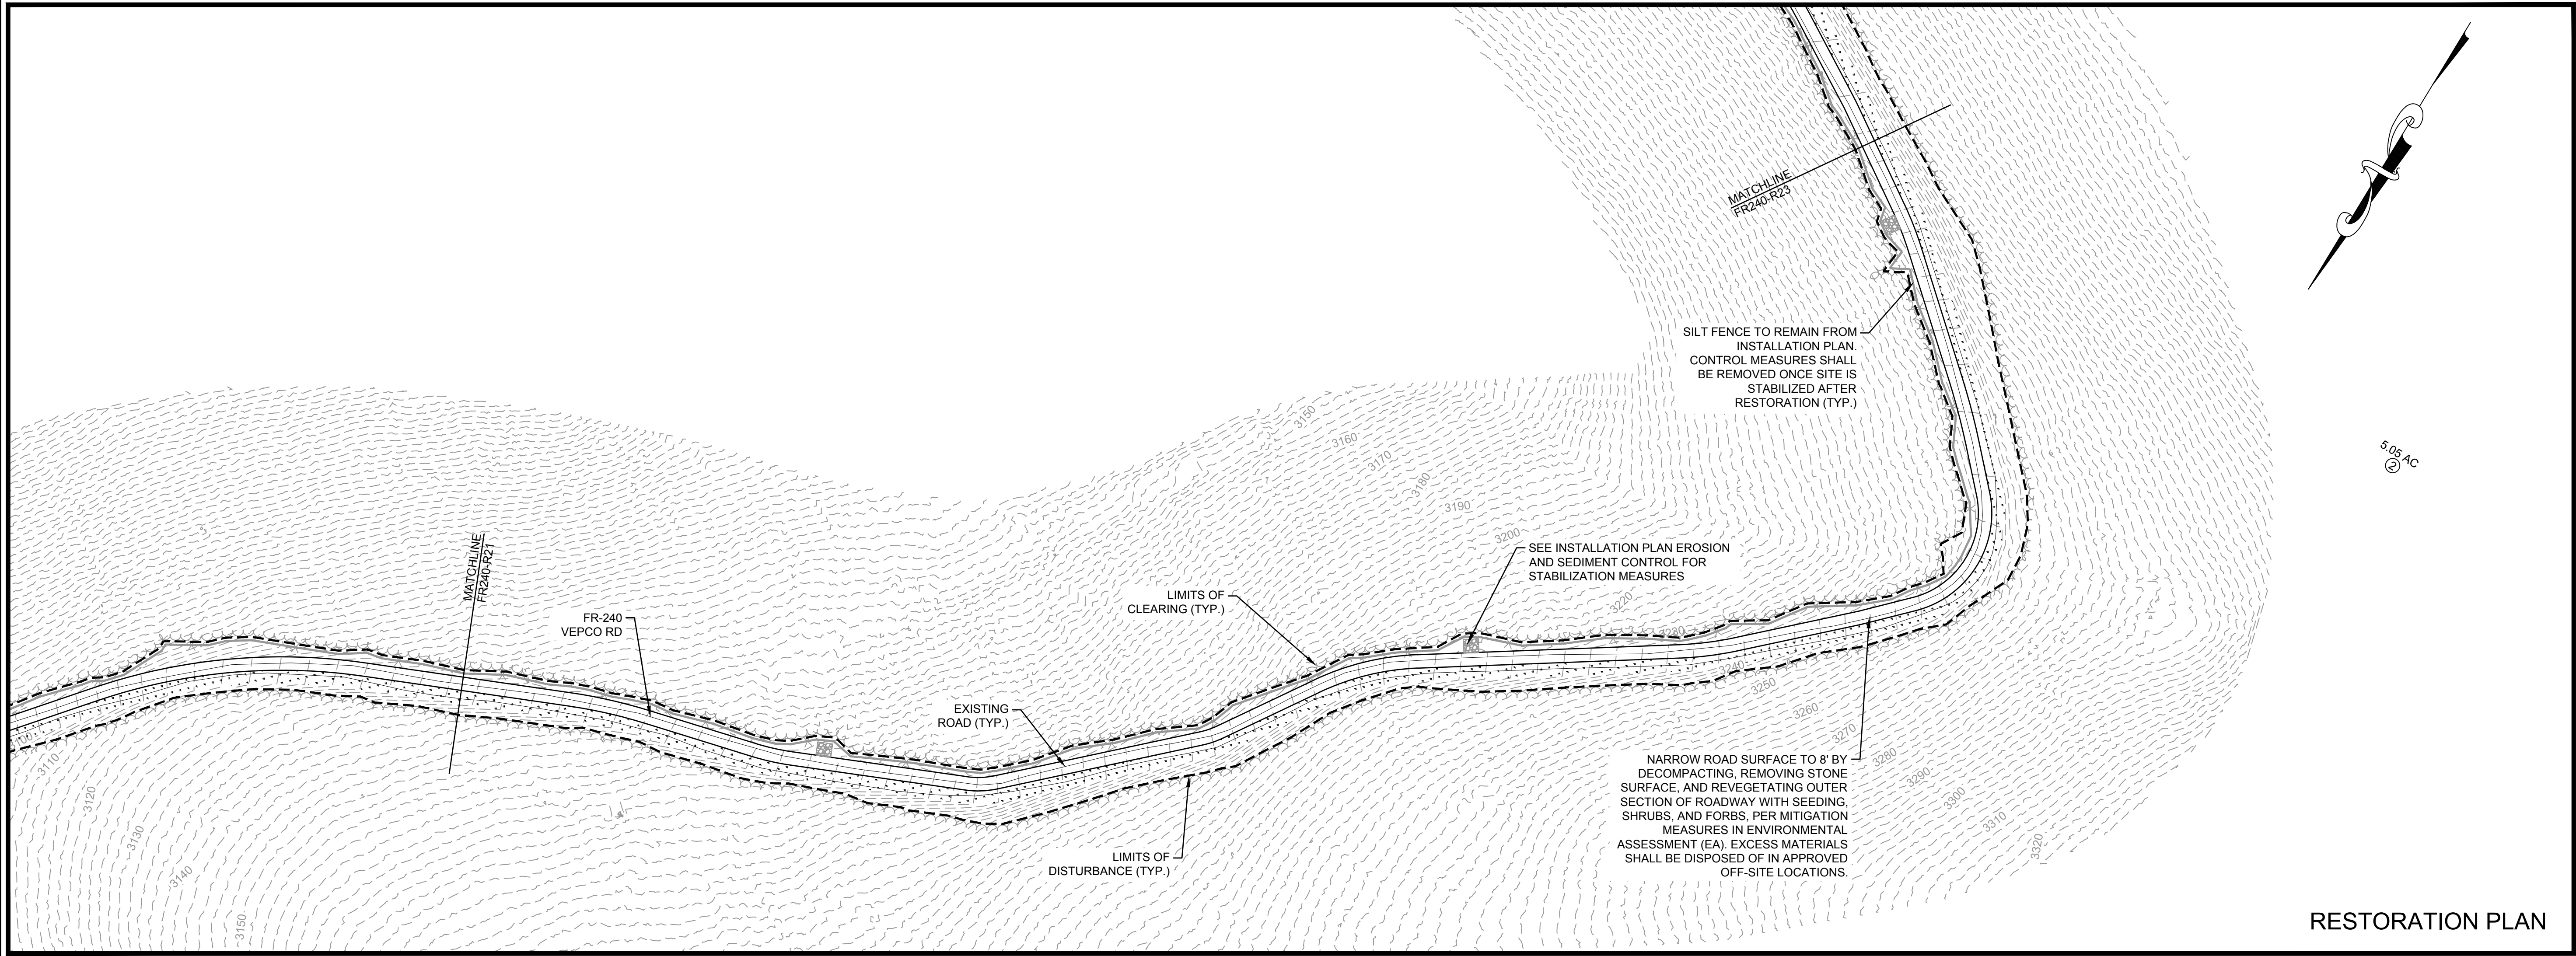 MATCHLINE
FR240-R23
SILT FENCE TO REMAIN FROM
INSTALLATION PLAN.
CONTROL MEASURES SHALL
BE REMOVED ONCE SITE IS
STABILIZED AFTER
RESTORATION (TYP.)
5.05 AC
2
3150
3160
3170
3180
3190
3200
3220
3230
3240
3250
3260
3270
3280
3290
3300
3310
3320
MATCHLINE
FR240-R21
FR-240
VEPCO RD
LIMITS OF
CLEARING (TYP.)
SEE INSTALLATION PLAN EROSION
AND SEDIMENT CONTROL FOR
STABILIZATION MEASURES
EXISTING
ROAD (TYP.)
LIMITS OF
DISTURBANCE (TYP.)
NARROW ROAD SURFACE TO 8' BY
DECOMPACTING, REMOVING STONE
SURFACE, AND REVEGETATING OUTER
SECTION OF ROADWAY WITH SEEDING,
SHRUBS, AND FORBS, PER MITIGATION
MEASURES IN ENVIRONMENTAL
ASSESSMENT (EA). EXCESS MATERIALS
SHALL BE DISPOSED OF IN APPROVED
OFF-SITE LOCATIONS.
3110
3120
3130
3140
3150
RESTORATION PLAN